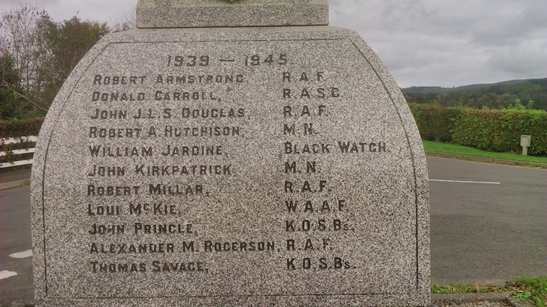 1939 – 1945
ROBERT ARMSTRONG R.A.F.
DONALD CARROLL, R.A.S.C
JOHN J.L.S. DOUGLAS, R.A.F.
ROBERT A. HUTCHISON, M.N.
WILLIAM JARDINE, BLACK WATCH.
JOHN KIRKPATRICK M.N.
ROBERT MILLAR, R.A.F.
LOUI MCKIE, W.A.A.F.
JOHN PRINGLE, K.O.S.Bs.
ALEXANDER M. ROGERSON, R.A.F.
THOMAS SAVAGE, K.O.S.Bs.